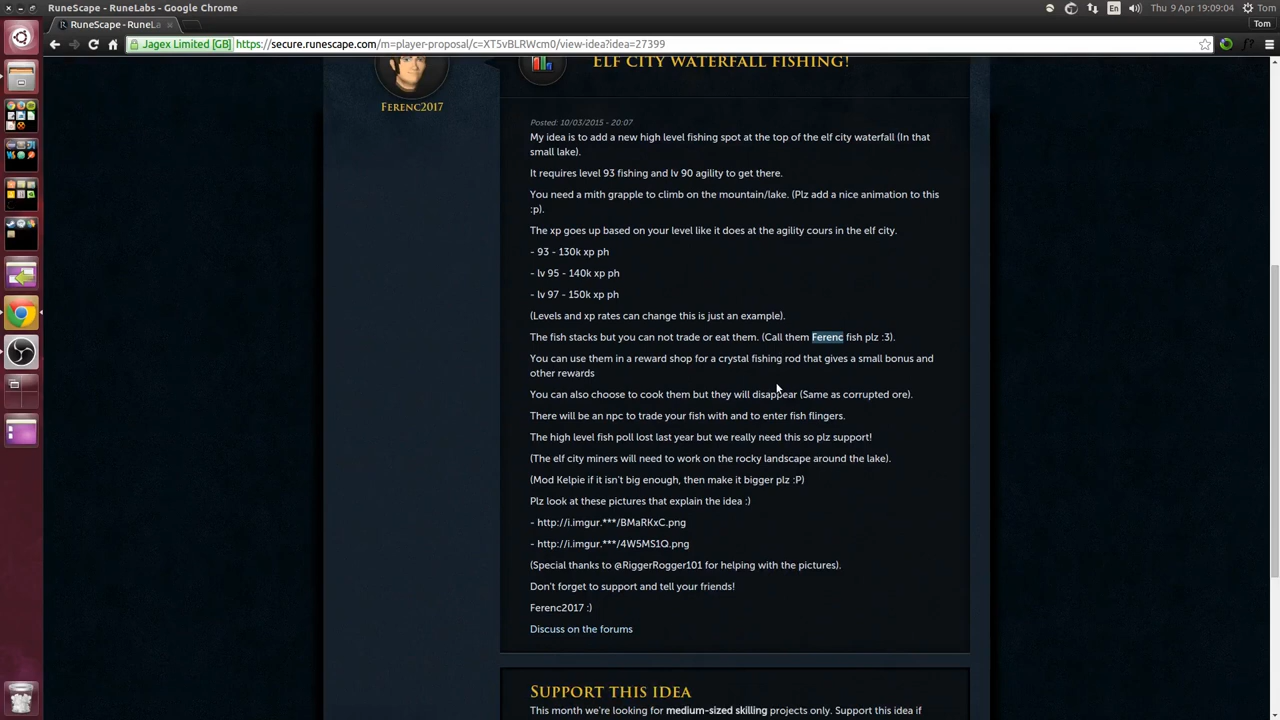 RuneScape - RuneLabs - Google Chrome
En
Thu 9 Apr 19:09:04
Tom
RuneScape - RuneLa
Tom
Jagex Limited [GB]
https://secure.runescape.com/m=player-proposal/c=XT5vBLRWcm0/view-idea?idea=27399
Elf City Waterfall Fishing!
Ferenc2017
Posted: 10/03/2015 - 20:07
My idea is to add a new high level fishing spot at the top of the elf city waterfall (In that
small lake).
It requires level 93 fishing and lv 90 agility to get there.
You need a mith grapple to climb on the mountain/lake. (Plz add a nice animation to this
:p).
The xp goes up based on your level like it does at the agility cours in the elf city.
- 93 - 130k xp ph
- lv 95 - 140k xp ph
- lv 97 - 150k xp ph
(Levels and xp rates can change this is just an example).
The fish stacks but you can not trade or eat them. (Call them Ferenc fish plz :3).
You can use them in a reward shop for a crystal fishing rod that gives a small bonus and
other rewards
You can also choose to cook them but they will disappear (Same as corrupted ore).
There will be an npc to trade your fish with and to enter fish flingers.
The high level fish poll lost last year but we really need this so plz support!
(The elf city miners will need to work on the rocky landscape around the lake).
(Mod Kelpie if it isn't big enough, then make it bigger plz :P)
Plz look at these pictures that explain the idea :)
- http://i.imgur.***/BMaRKxC.png
- http://i.imgur.***/4W5MS1Q.png
(Special thanks to @RiggerRogger101 for helping with the pictures).
Don't forget to support and tell your friends!
Ferenc2017 :)
Discuss on the forums
Support this idea
This month we're looking for medium-sized skilling projects only. Support this idea if